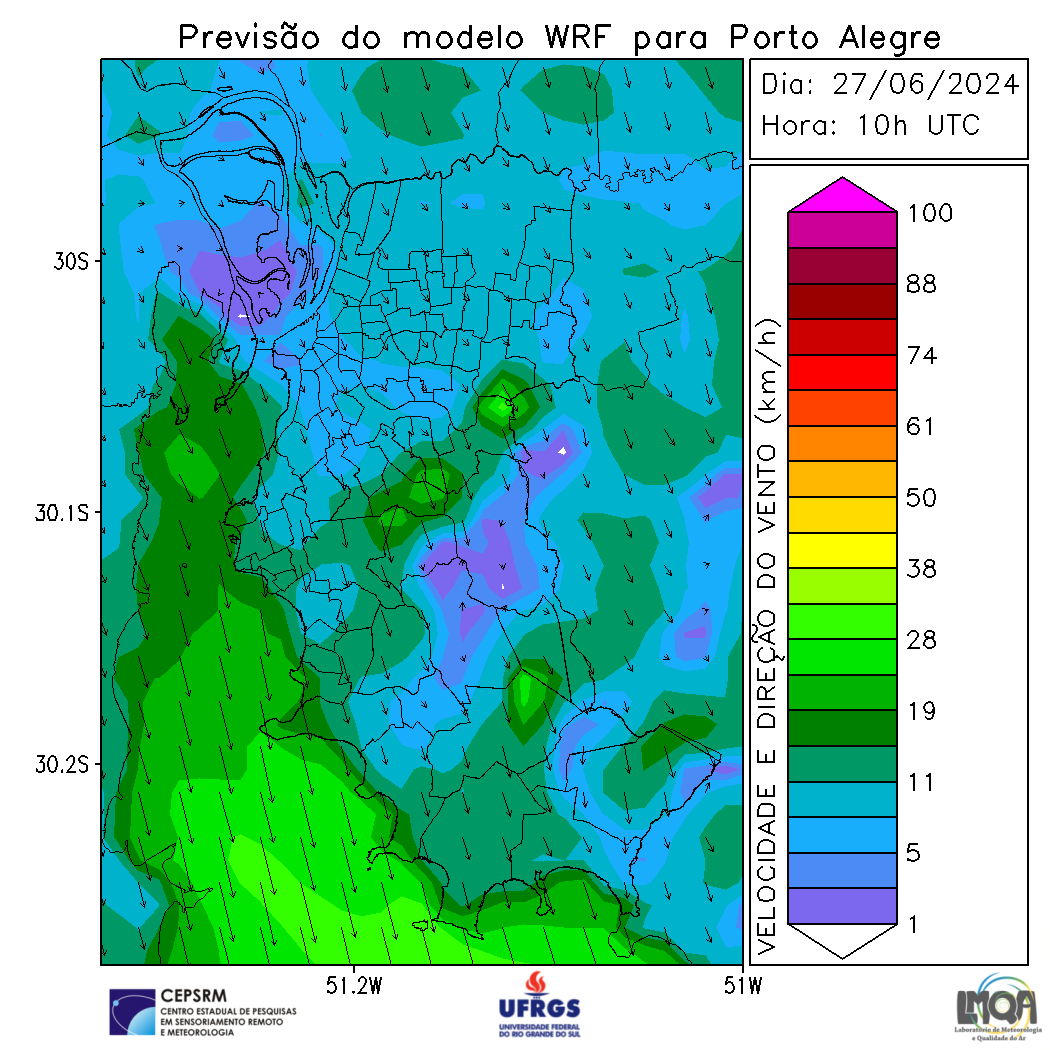 Previsão do modelo WRF para Porto Alegre
Dia: 27/06/2024
Hora: 10h UTC
30S
30.1S
30.2S
51.2W
51W
VELOCIDADE E DIREÇÃO DO VENTO (km/h)
100
88
74
61
50
38
28
19
11
5
1
CEPSRM
CENTRO ESTADUAL DE PESQUISAS
EM SENSORIAMENTO REMOTO
E METEOROLOGIA
UFRGS
UNIVERSIDADE FEDERAL
DO RIO GRANDE DO SUL
LMQA
Laboratório de Meteorologia
e Qualidade do Ar